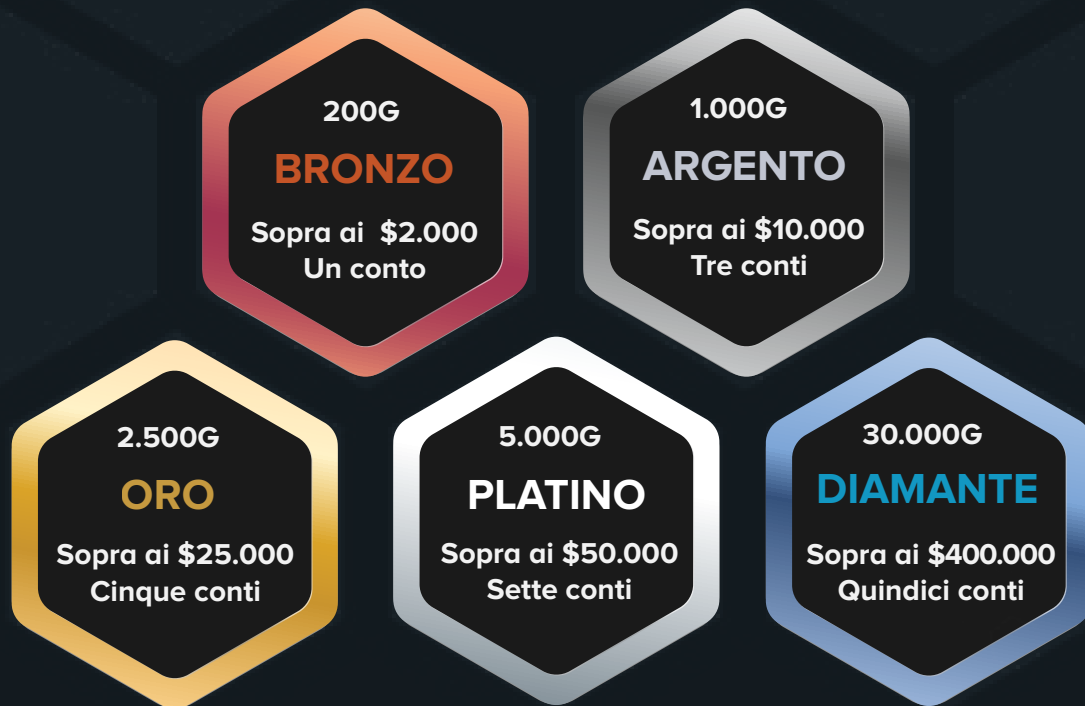 200G
BRONZO
Sopra ai $2.000
Un conto
1.000G
ARGENTO
Sopra ai $10.000
Tre conti
2.500G
ORO
Sopra ai $25.000
Cinque conti
5.000G
PLATINO
Sopra ai $50.000
Sette conti
30.000G
DIAMANTE
Sopra ai $400.000
Quindici conti